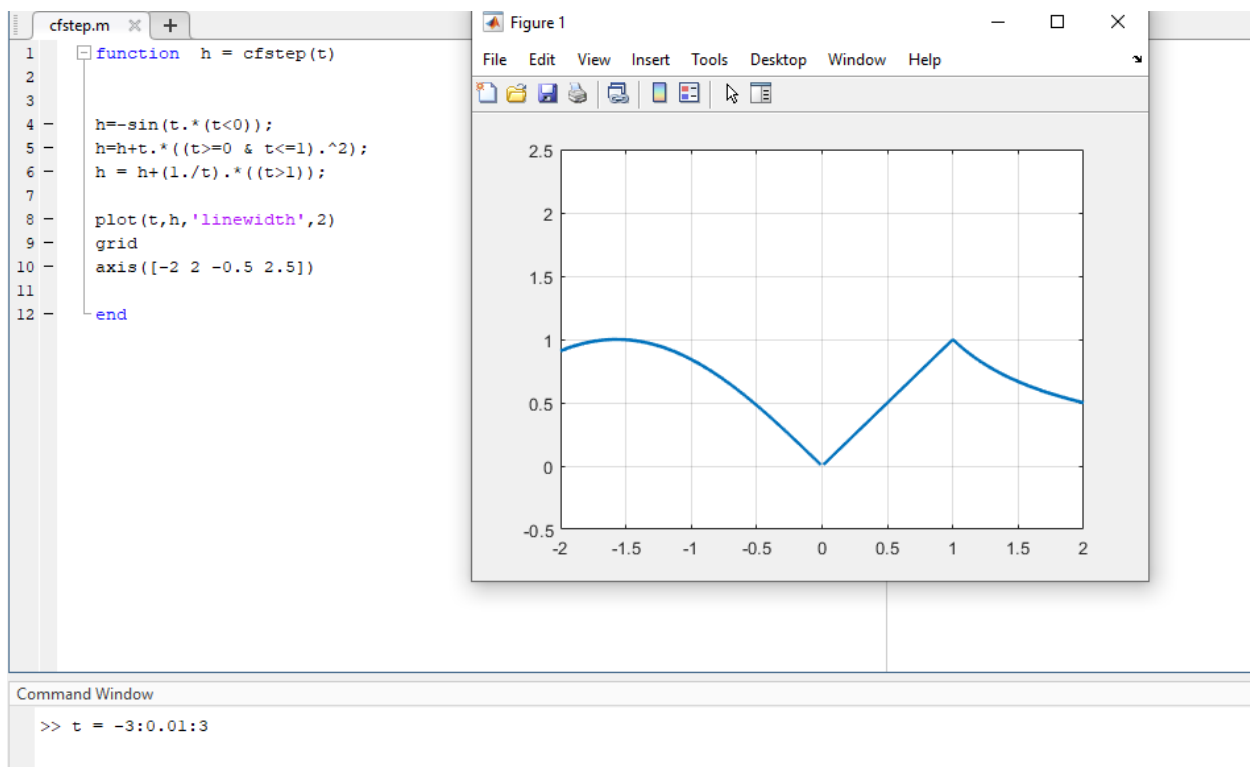 cfstep.m
1 function h = cfstep(t)
2
3
4 - h=-sin(t.*(t<0));
5 - h=h+t.*((t>=0 & t<=1).^2);
6 - h = h+(1./t).*((t>1));
7
8 - plot(t,h,'linewidth',2)
9 - grid
10 - axis([-2 2 -0.5 2.5])
11
12 - end
Figure 1
File Edit View Insert Tools Desktop Window Help
2.5
2
1.5
1
0.5
0
-0.5
-2 -1.5 -1 -0.5 0 0.5 1 1.5 2
Command Window
>> t = -3:0.01:3